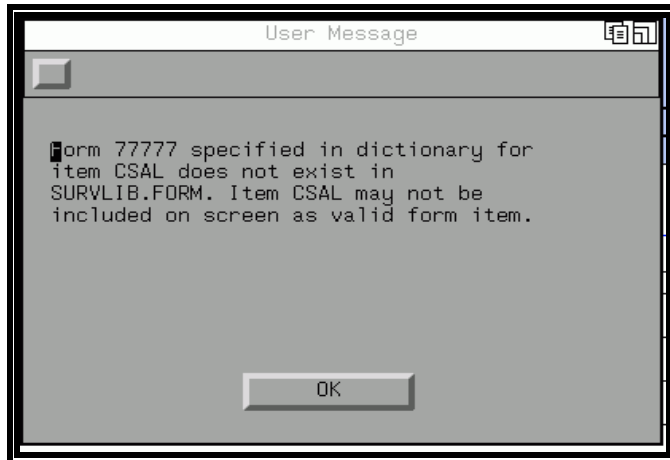 User Message
Form 77777 specified in dictionary for
item CSAL does not exist in
SURVLIB.FORM. Item CSAL may not be
included on screen as valid form item.
OK